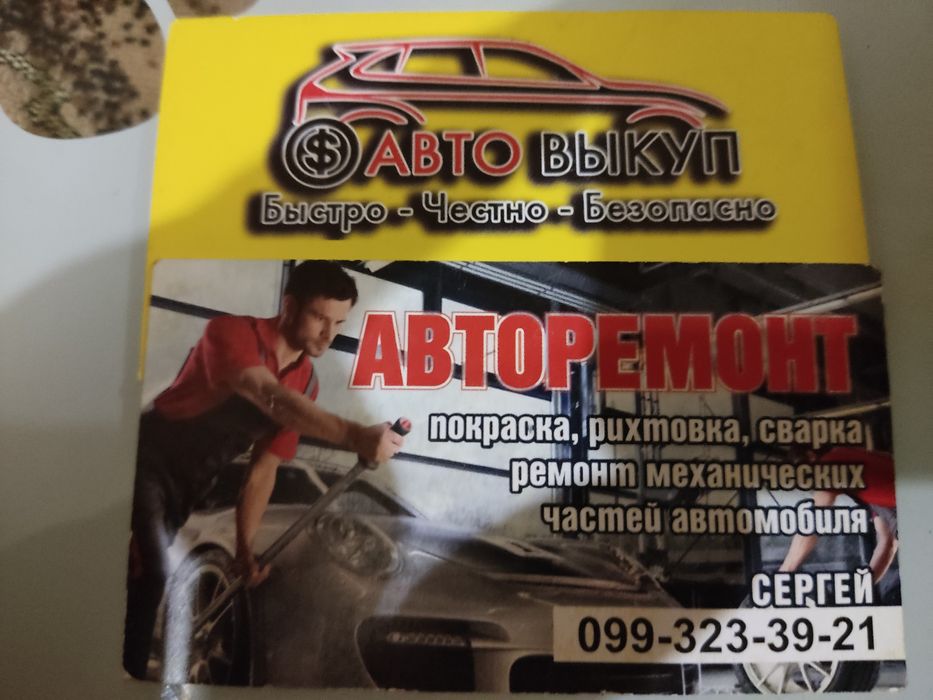 $ АВТО ВЫКУП
Быстро - Честно - Безопасно
АВТОРЕМОНТ
покраска, рихтовка, сварка
ремонт механических
частей автомобиля
СЕРГЕЙ
099-323-39-21